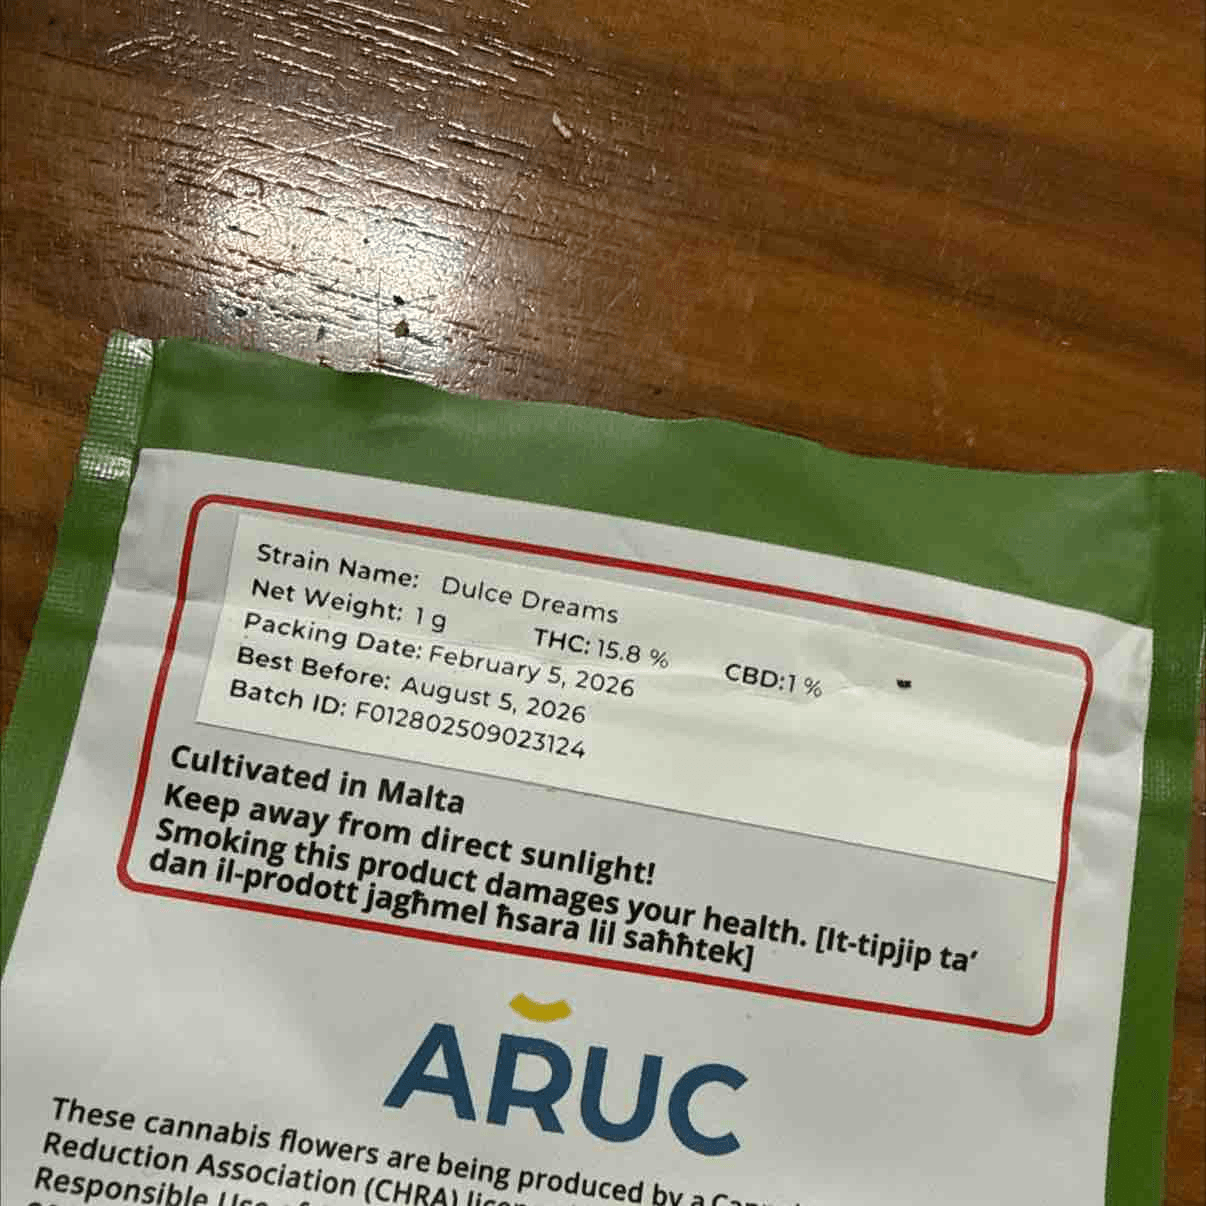 Strain Name: Dulce Dreams
Net Weight: 1 g THC: 15.8 % CBD:1 %
Packing Date: February 5, 2026
Best Before: August 5, 2026
Batch ID: F012802509023124
Cultivated in Malta
Keep away from direct sunlight!
Smoking this product damages your health. [It-tipjip ta’
dan il-prodott jagħmel ħsara lil saħħtek]
ARUC
These cannabis flowers are being produced by a
Reduction Association (CHRA)
Responsible Use of